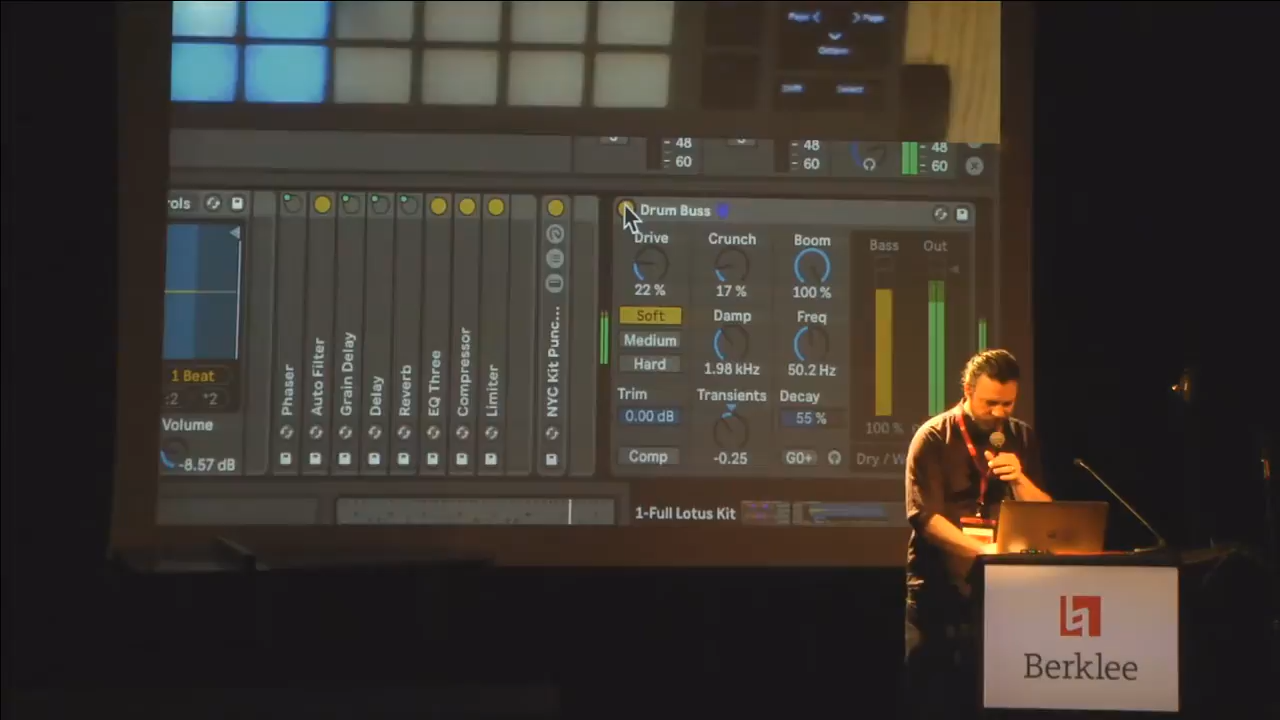 Page
Page
Octave
Shift
Select
48
60
48
60
48
60
rols
Drum Buss
Drive
Crunch
Boom
Bass
Out
22 %
17 %
100 %
Soft
Damp
Freq
Medium
Hard
1.98 kHz
50.2 Hz
1 Beat
:2
*2
Trim
Transients
Decay
0.00 dB
55 %
Volume
-8.57 dB
Comp
-0.25
100 %
Dry / W
Phaser
Auto Filter
Grain Delay
Delay
Reverb
EQ Three
Compressor
Limiter
NYC Kit Punc...
1-Full Lotus Kit
Berklee